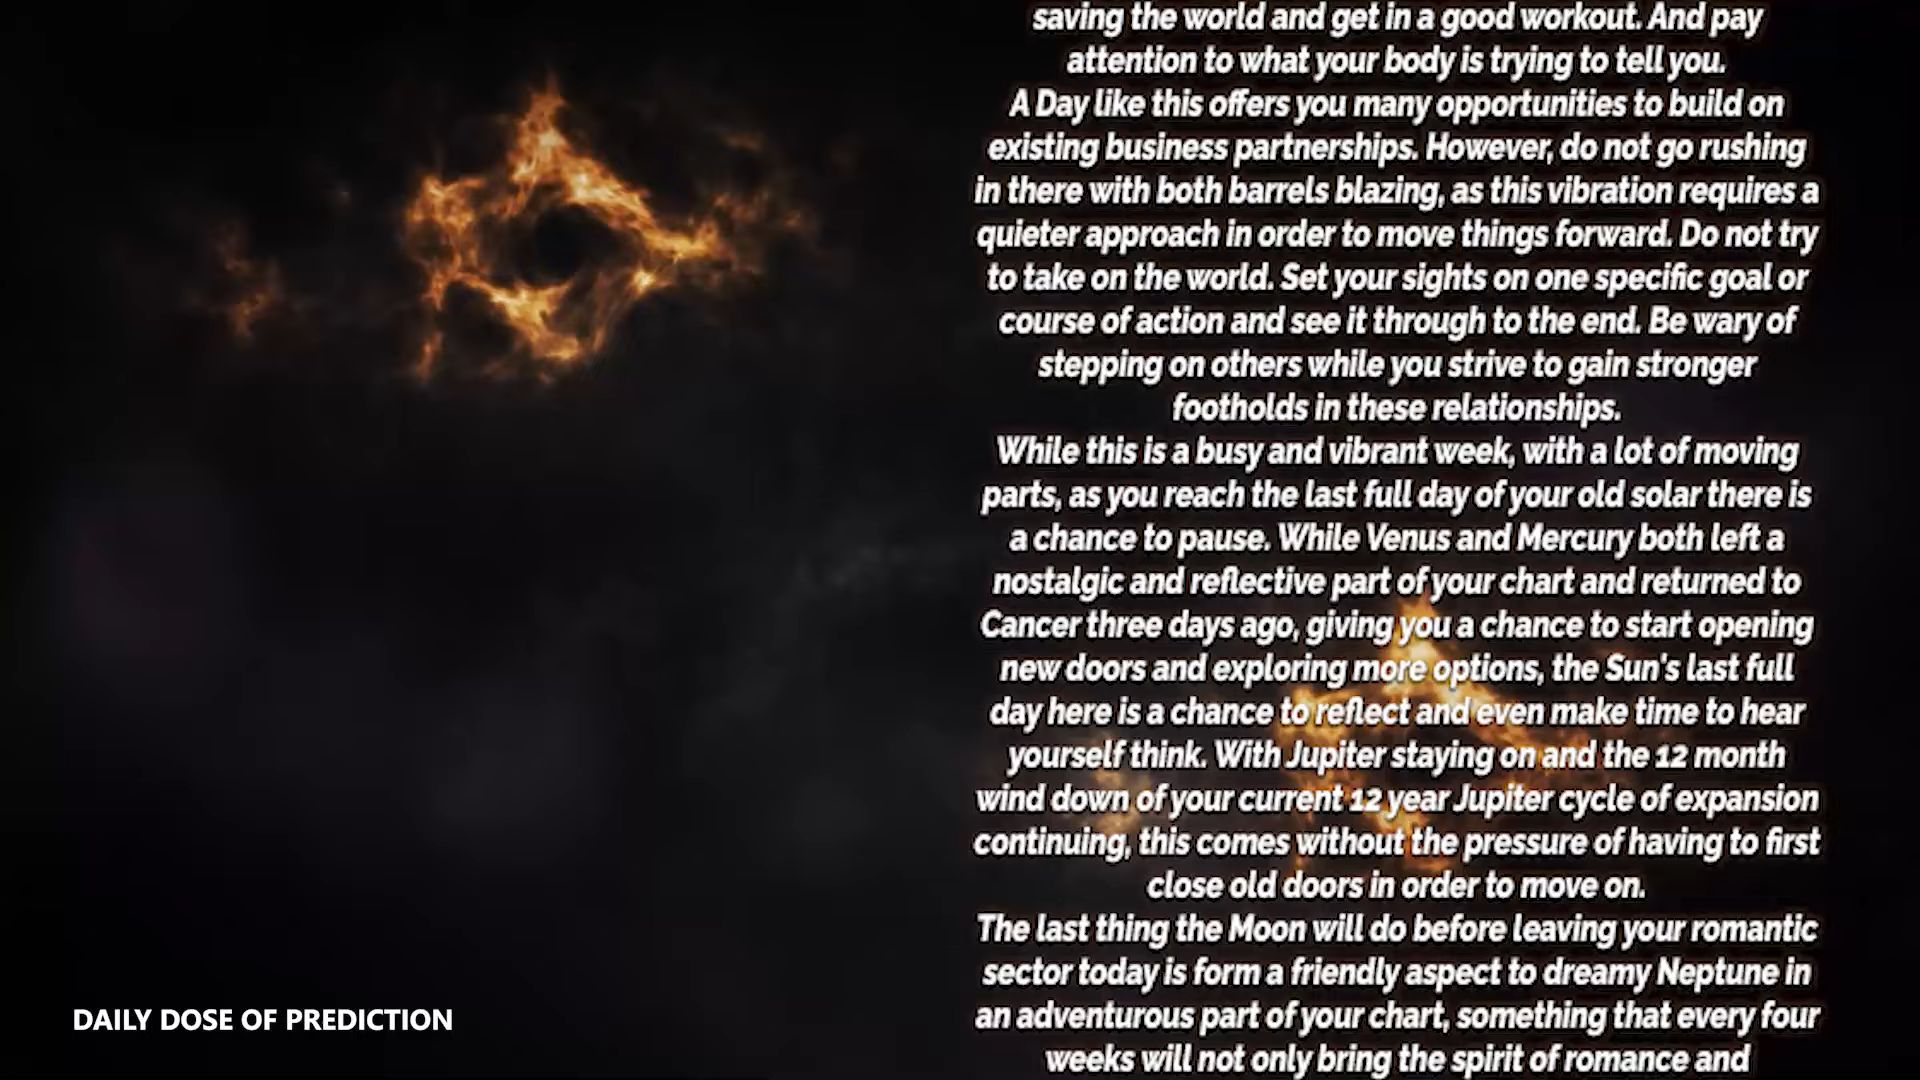 saving the world and get in a good workout. And pay
attention to what your body is trying to tell you.
A Day like this offers you many opportunities to build on
existing business partnerships. However, do not go rushing
in there with both barrels blazing, as this vibration requires a
quieter approach in order to move things forward. Do not try
to take on the world. Set your sights on one specific goal or
course of action and see it through to the end. Be wary of
stepping on others while you strive to gain stronger
footholds in these relationships.
While this is a busy and vibrant week, with a lot of moving
parts, as you reach the last full day of your old solar there is
a chance to pause. While Venus and Mercury both left a
nostalgic and reflective part of your chart and returned to
Cancer three days ago, giving you a chance to start opening
new doors and exploring more options, the Sun's last full
day here is a chance to reflect and even make time to hear
yourself think. With Jupiter staying on and the 12 month
wind down of your current 12 year Jupiter cycle of expansion
continuing, this comes without the pressure of having to first
close old doors in order to move on.
The last thing the Moon will do before leaving your romantic
sector today is form a friendly aspect to dreamy Neptune in
an adventurous part of your chart, something that every four
weeks will not only bring the spirit of romance and
DAILY DOSE OF PREDICTION